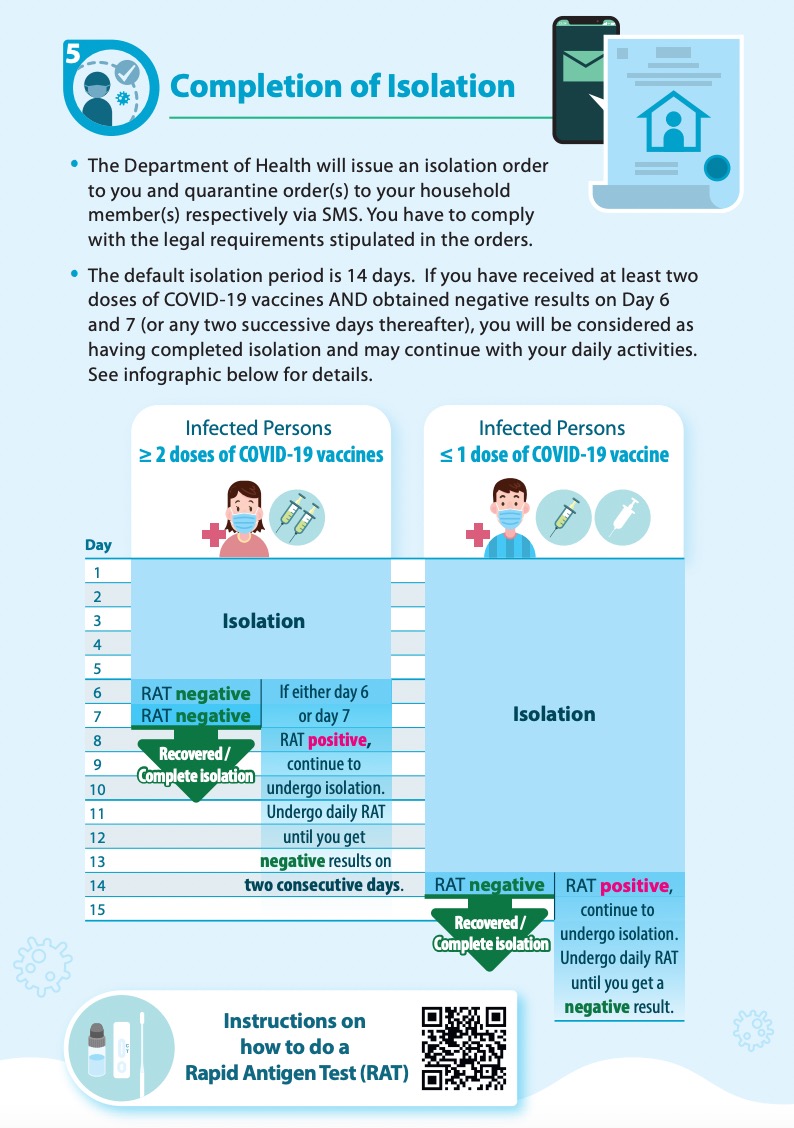 5
Completion of Isolation
• The Department of Health will issue an isolation order
to you and quarantine order(s) to your household
member(s) respectively via SMS. You have to comply
with the legal requirements stipulated in the orders.
• The default isolation period is 14 days. If you have received at least two
doses of COVID-19 vaccines AND obtained negative results on Day 6
and 7 (or any two successive days thereafter), you will be considered as
having completed isolation and may continue with your daily activities.
See infographic below for details.
Infected Persons
≥ 2 doses of COVID-19 vaccines
Infected Persons
≤ 1 dose of COVID-19 vaccine
Day
1
2
3
4
5
6
7
8
9
10
11
12
13
14
15
Isolation
RAT negative
RAT negative
Recovered/
Complete isolation
If either day 6
or day 7
RAT positive,
continue to
undergo isolation.
Undergo daily RAT
until you get
negative results on
two consecutive days.
Isolation
RAT negative
Recovered/
Complete isolation
RAT positive,
continue to
undergo isolation.
Undergo daily RAT
until you get a
negative result.
Instructions on
how to do a
Rapid Antigen Test (RAT)